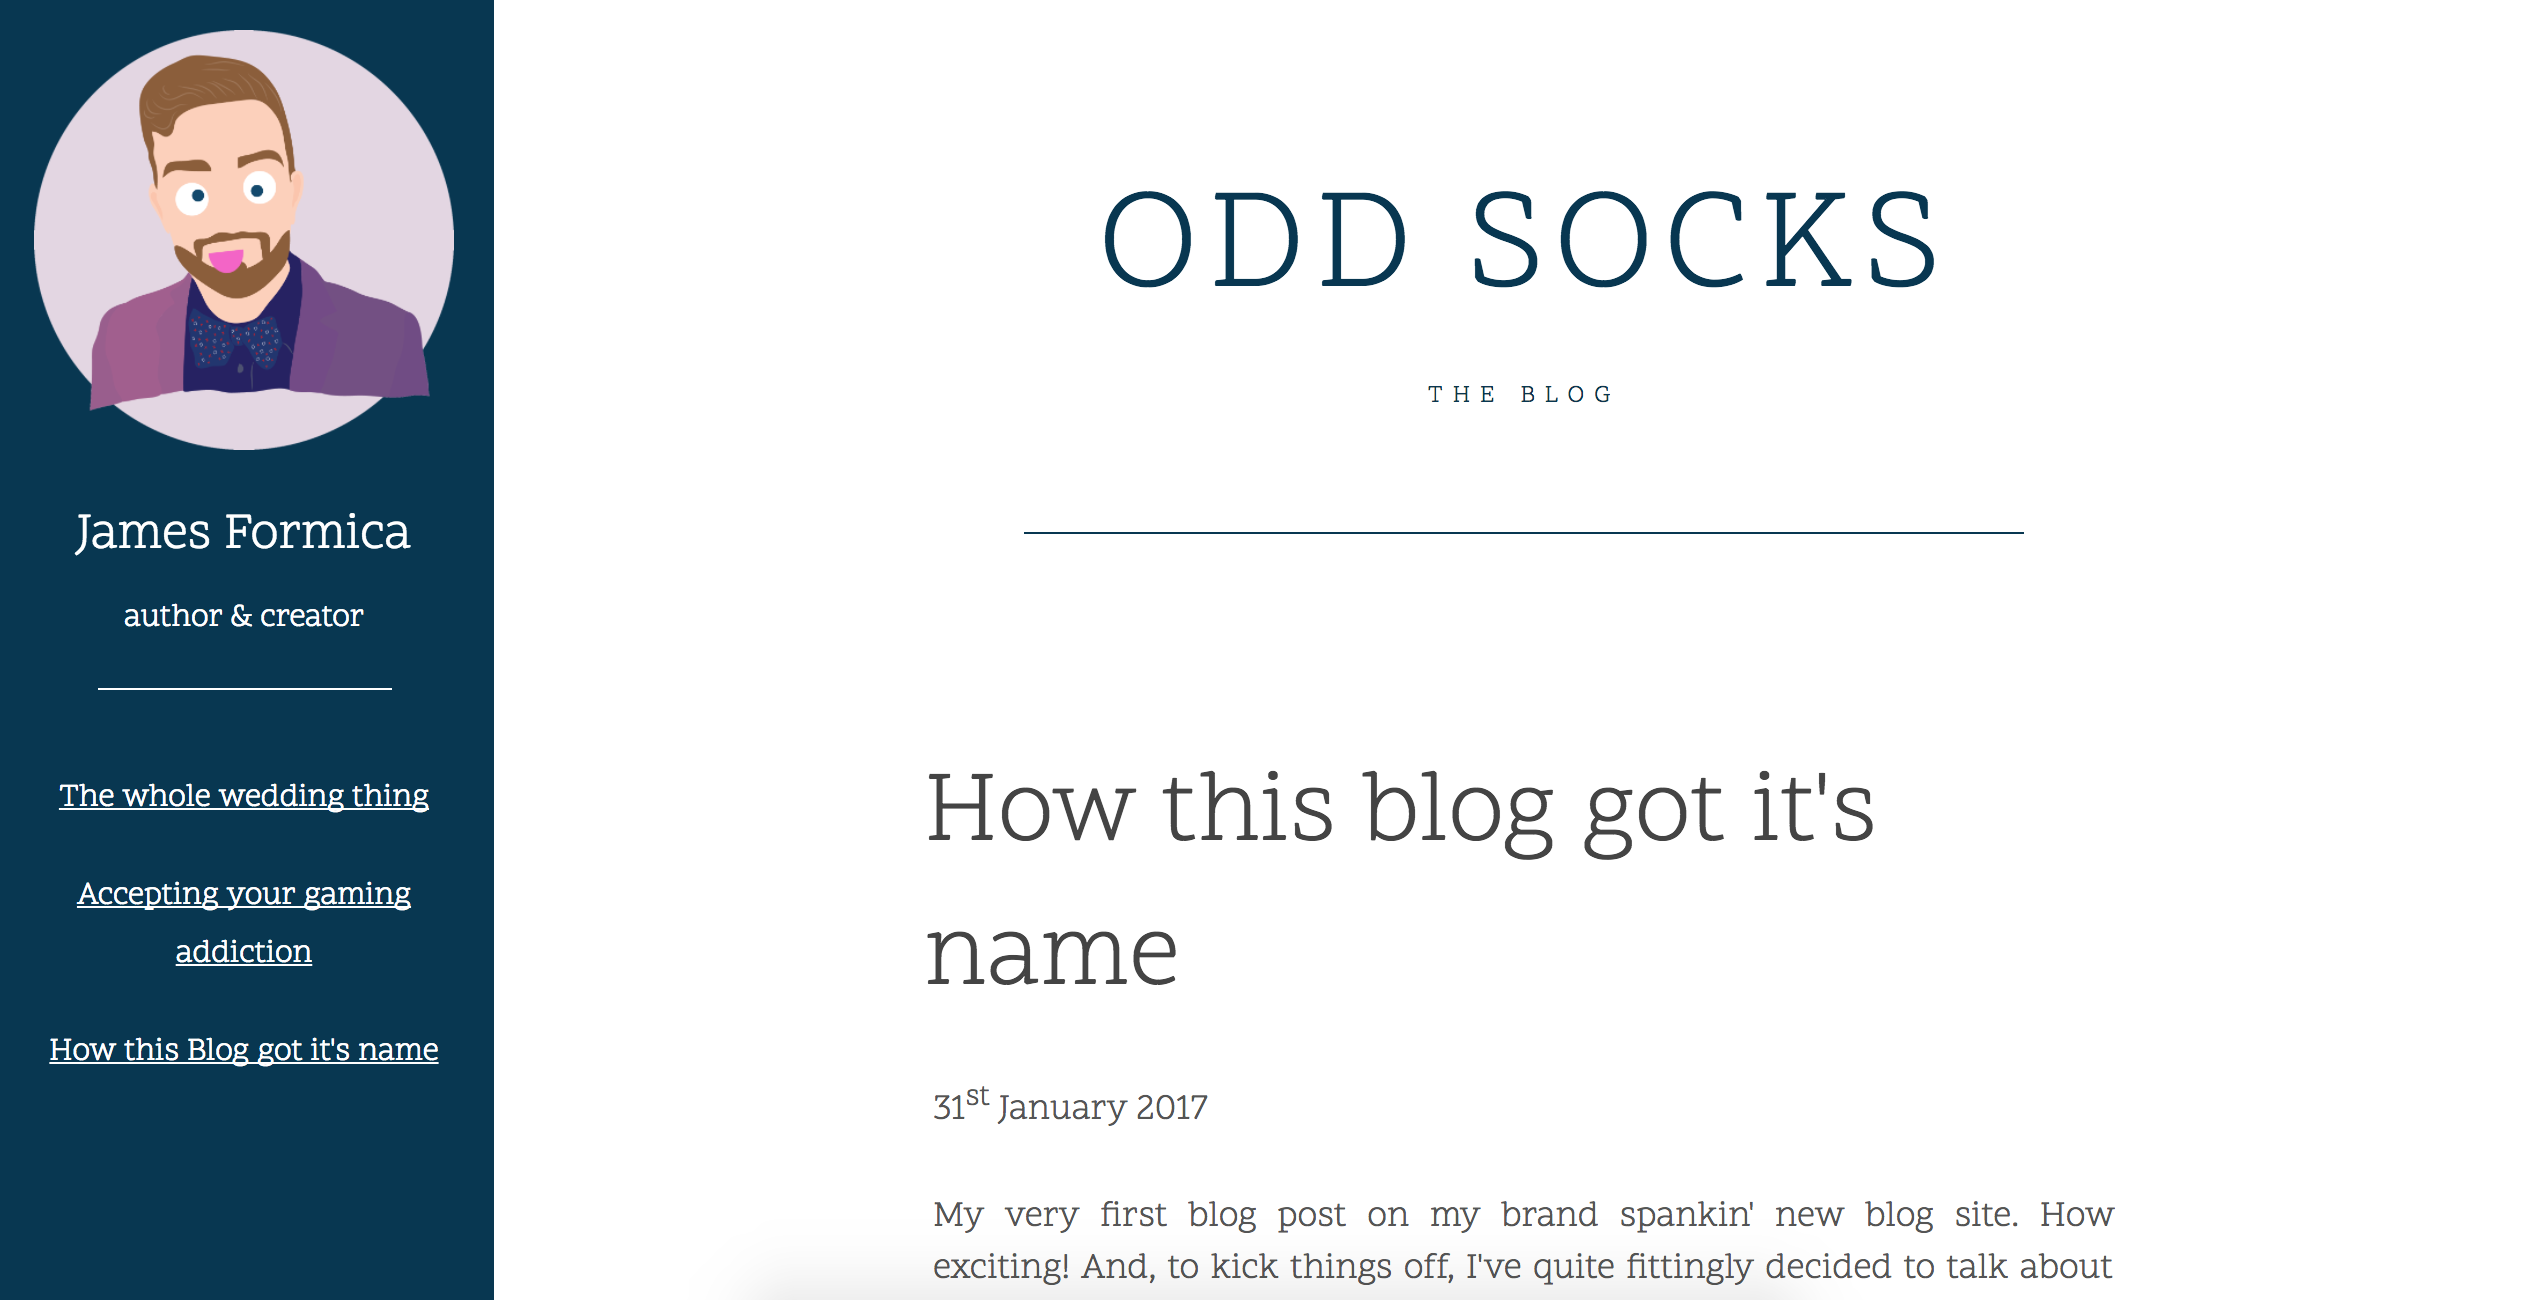 James Formica
author & creator
The whole wedding thing
Accepting your gaming
addiction
How this Blog got it's name
ODD SOCKS
THE BLOG
How this blog got it's
name
31st January 2017
My very first blog post on my brand spankin' new blog site. How
exciting! And, to kick things off, I've quite fittingly decided to talk about